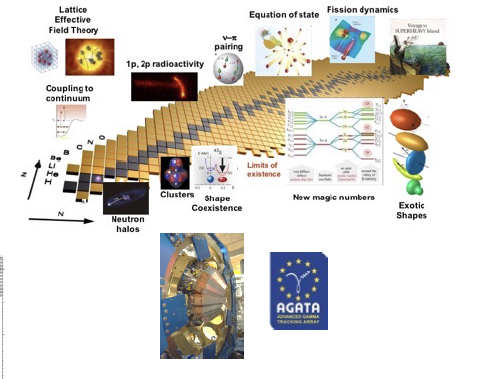 Lattice
Effective
Field Theory
Coupling to
continuum
1p, 2p radioactivity
ν-π
pairing
Equation of state
Fission dynamics
Voyage to
SUPERHEAVY Island
Be
Li
He
H
B
C
N
O
Z
N
Neutron
halos
Clusters
Shape
Coexistence
Limits of
existence
New magic numbers
Exotic
Shapes
AGATA
ADVANCED GAMMA
TRACKING ARRAY